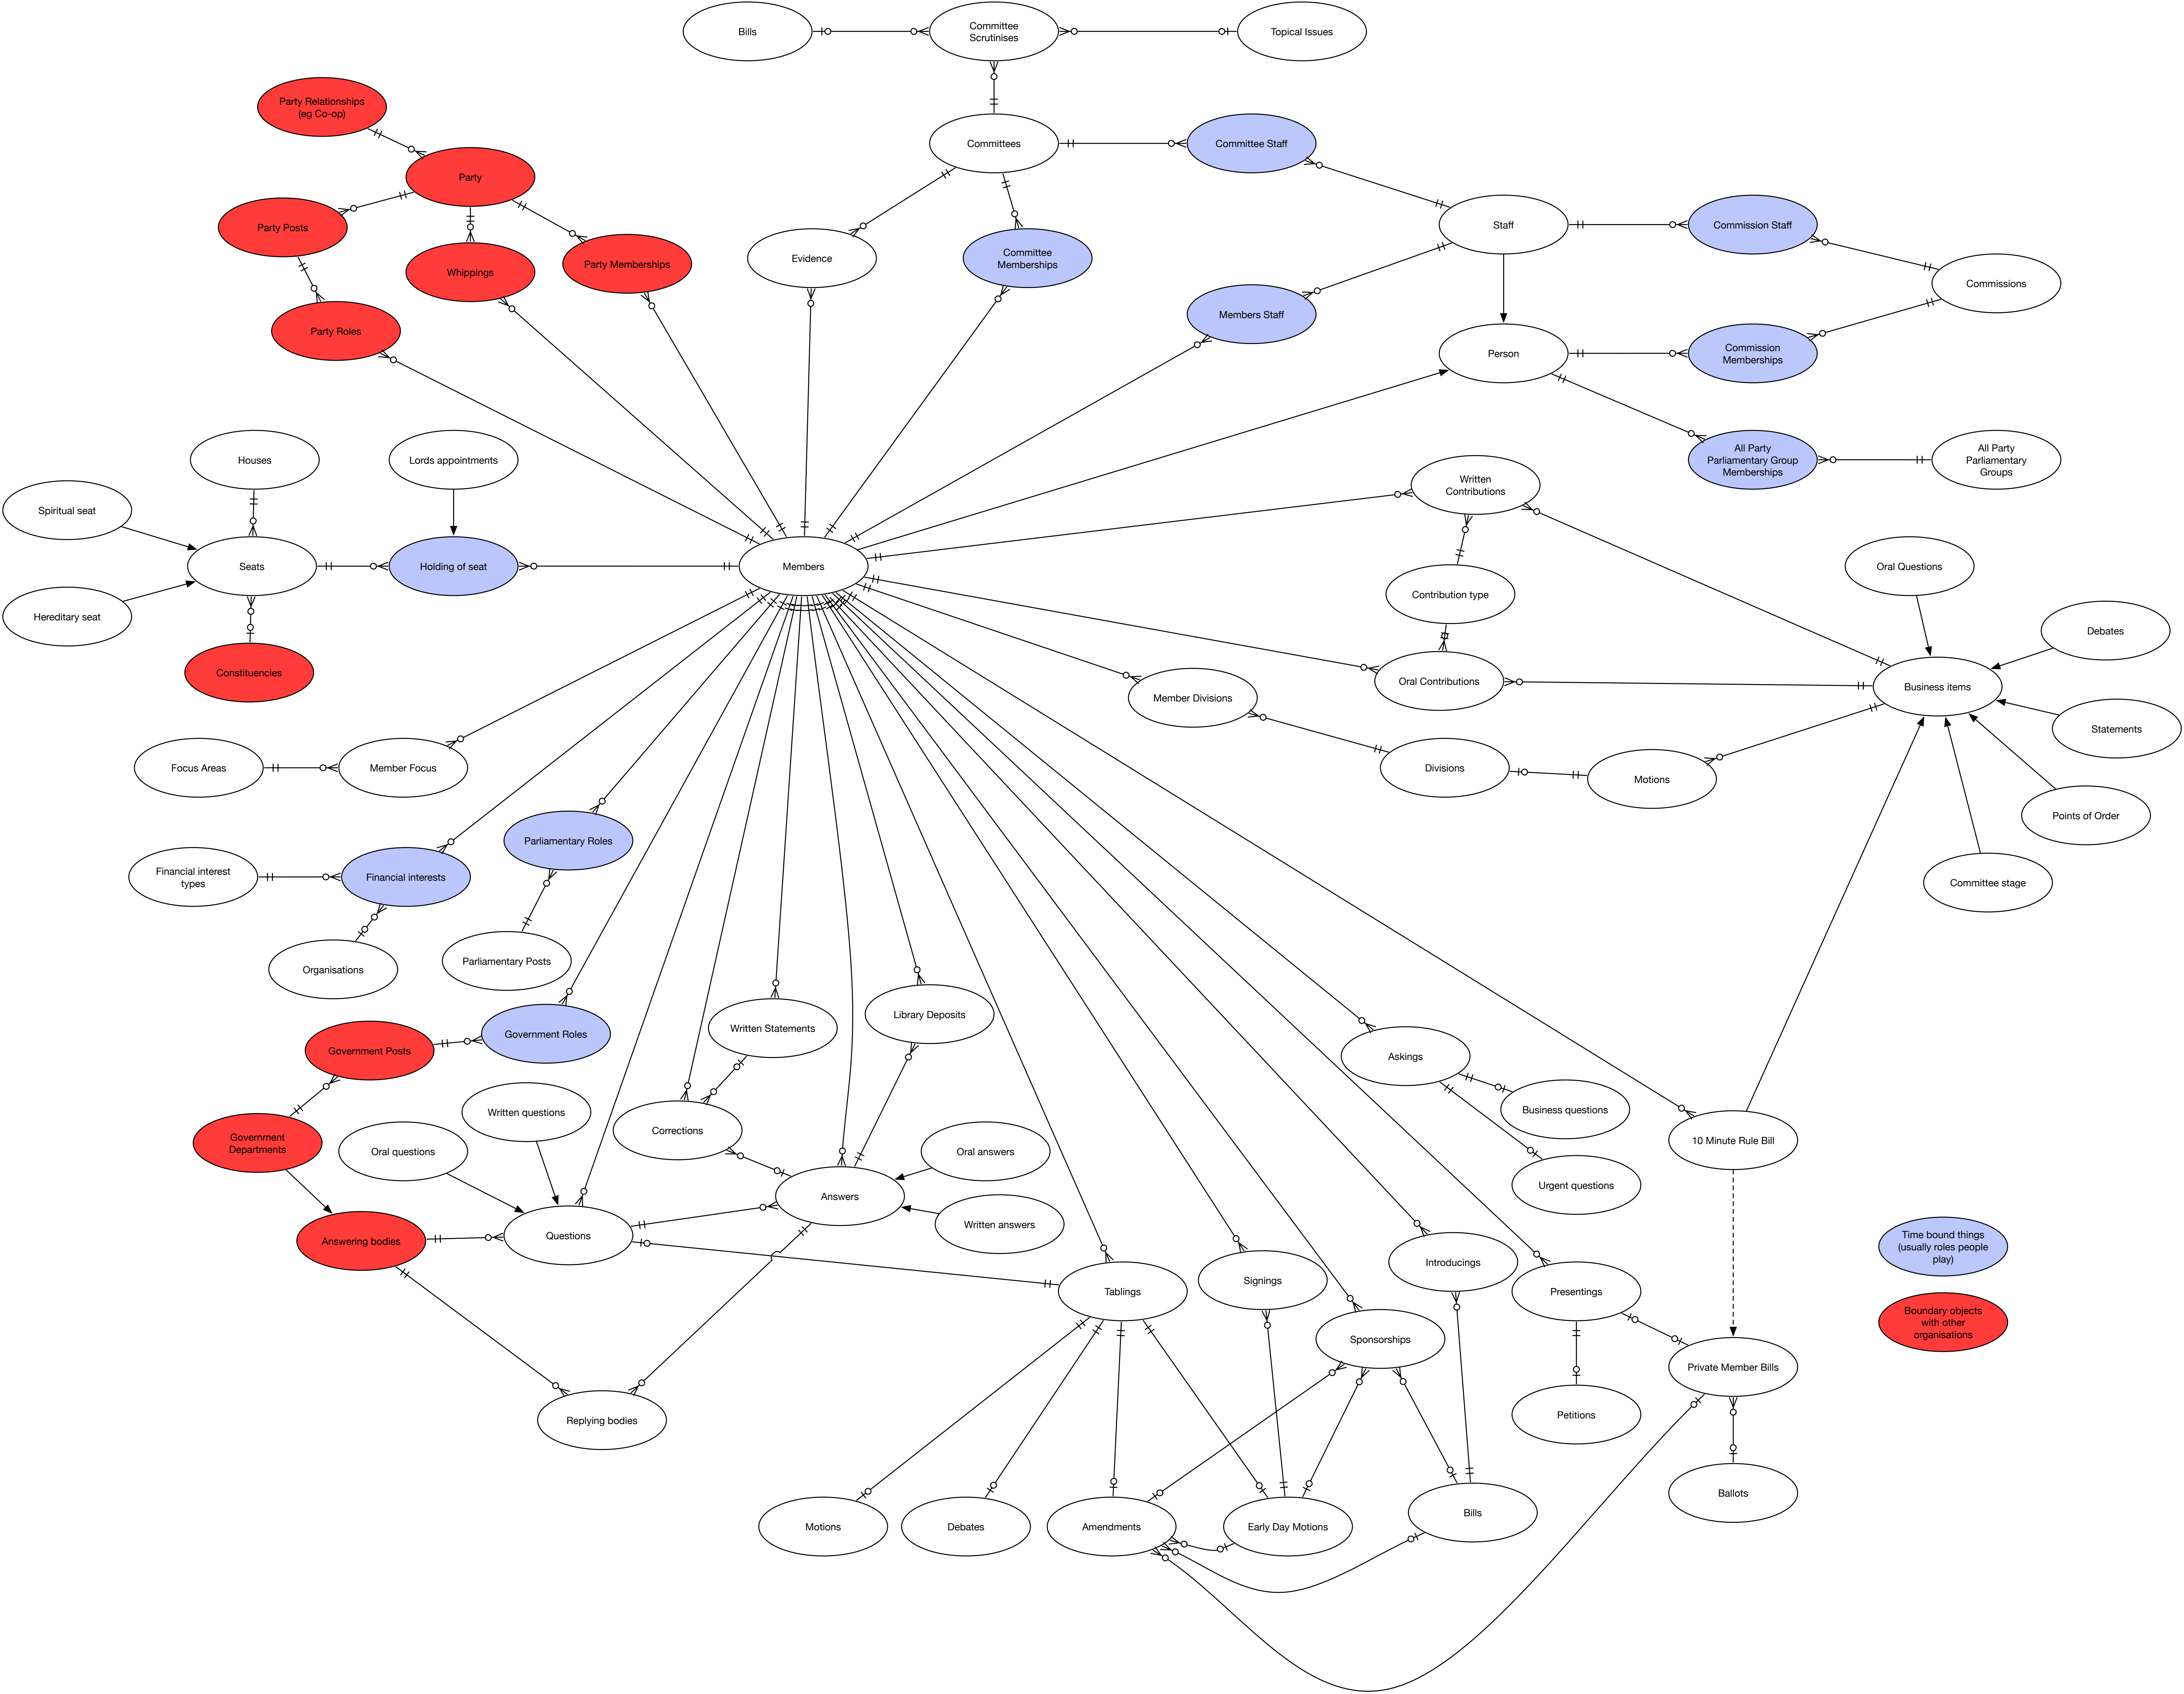 Bills
Committee
Scrutinises
Topical Issues
Party Relationships
(eg Co-op)
Committees
Committee Staff
Party
Party Posts
Staff
Commission Staff
Evidence
Committee
Memberships
Party Memberships
Whippings
Commissions
Members Staff
Party Roles
Person
Commission
Memberships
Houses
Lords appointments
All Party
Parliamentary Group
Memberships
All Party
Parliamentary
Groups
Written
Contributions
Spiritual seat
Seats
Holding of seat
Members
Oral Questions
Contribution type
Hereditary seat
Debates
Constituencies
Oral Contributions
Business items
Member Divisions
Statements
Focus Areas
Member Focus
Divisions
Motions
Points of Order
Parliamentary Roles
Financial interest
types
Financial interests
Committee stage
Organisations
Parliamentary Posts
Library Deposits
Written Statements
Government Roles
Government Posts
Askings
Business questions
Written questions
Corrections
Government
Departments
Oral questions
Oral answers
10 Minute Rule Bill
Urgent questions
Answers
Written answers
Answering bodies
Questions
Time bound things
(usually roles people
play)
Introducings
Signings
Tablings
Presentings
Boundary objects
with other
organisations
Sponsorships
Private Member Bills
Replying bodies
Petitions
Ballots
Motions
Debates
Amendments
Early Day Motions
Bills